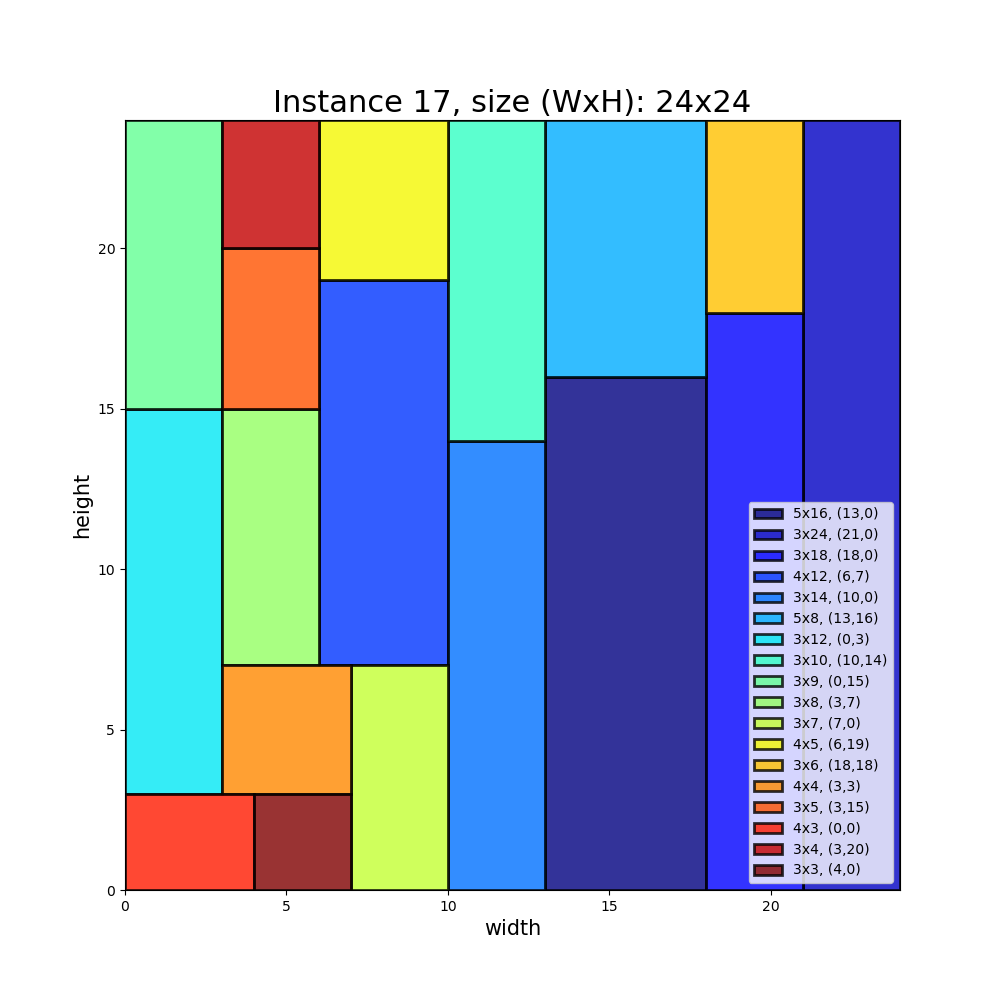 Instance 17, size (WxH): 24x24
height
20
15
10
5
0
0 5 10 15 20
width
5x16, (13,0)
3x24, (21,0)
3x18, (18,0)
4x12, (6,7)
3x14, (10,0)
5x8, (13,16)
3x12, (0,3)
3x10, (10,14)
3x9, (0,15)
3x8, (3,7)
3x7, (7,0)
4x5, (6,19)
3x6, (18,18)
4x4, (3,3)
3x5, (3,15)
4x3, (0,0)
3x4, (3,20)
3x3, (4,0)